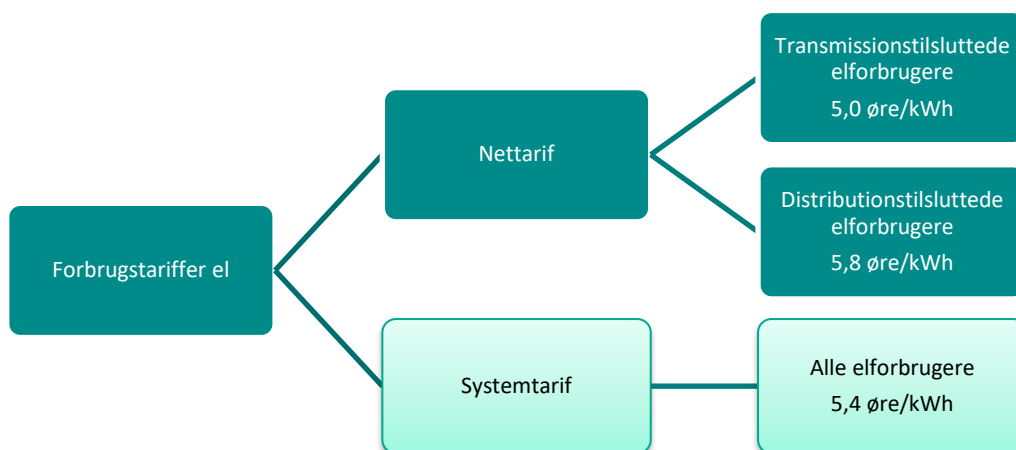 Transmissionstilsluttede
elforbrugere
5,0 øre/kWh
Nettarif
Distributionstilsluttede
elforbrugere
5,8 øre/kWh
Forbrugstariffer el
Systemtarif
Alle elforbrugere
5,4 øre/kWh